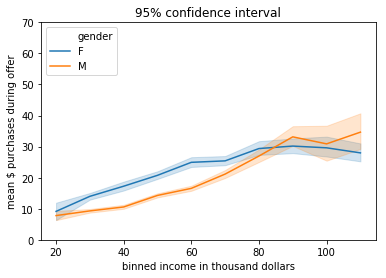 95% confidence interval
gender
F
M
mean $ purchases during offer
70
60
50
40
30
20
10
0
20
40
60
80
100
binned income in thousand dollars